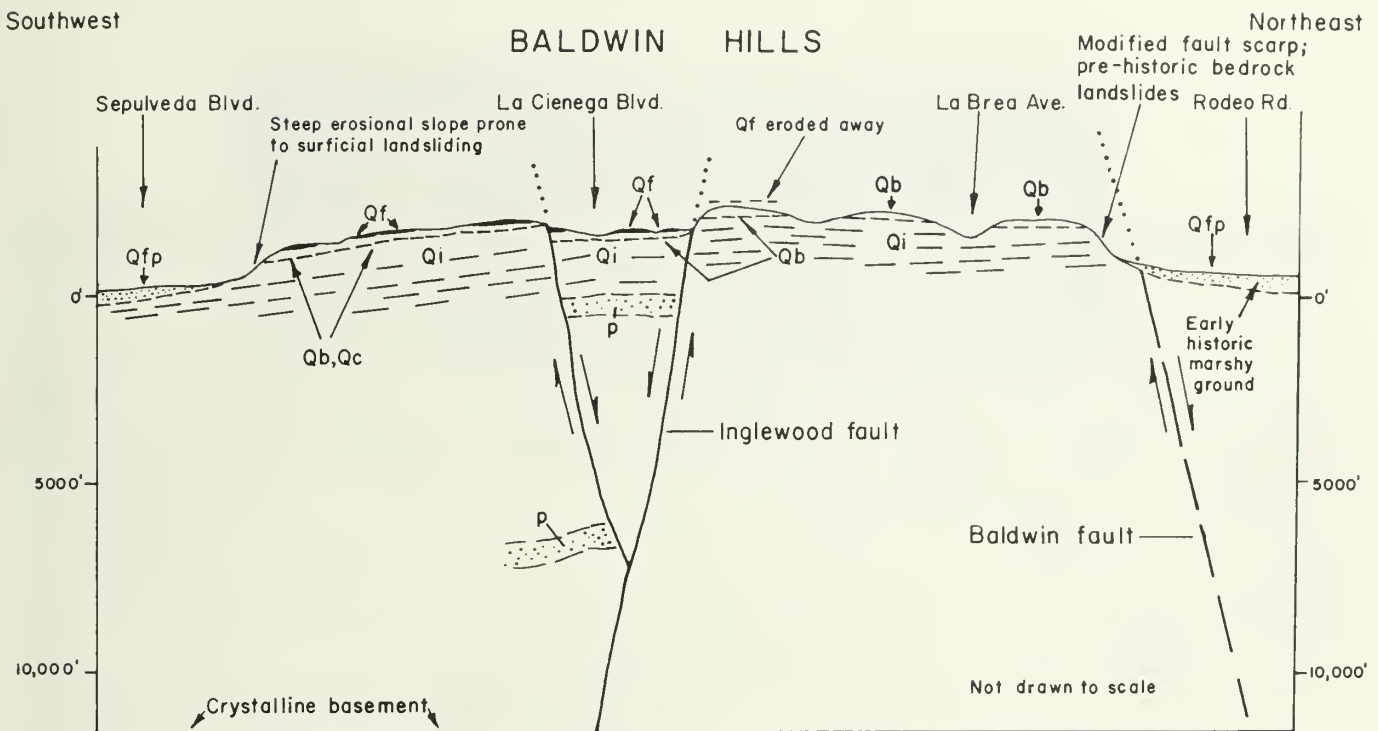 Southwest
Northeast
BALDWIN HILLS
Modified fault scarp;
pre-historic bedrock
landslides
Sepulveda Blvd.
La Cienega Blvd.
La Brea Ave.
Rodeo Rd.
Steep erosional slope prone
to surficial landsliding
Qf eroded away
Qf
Qf
Qb
Qb
Qfp
Qi
Qi
Qb
Qi
Qfp
0'
0'
p
Qb,Qc
Early
historic
marshy
ground
Inglewood fault
5000'
5000'
p
Baldwin fault
10,000'
10,000'
Not drawn to scale
Crystalline basement